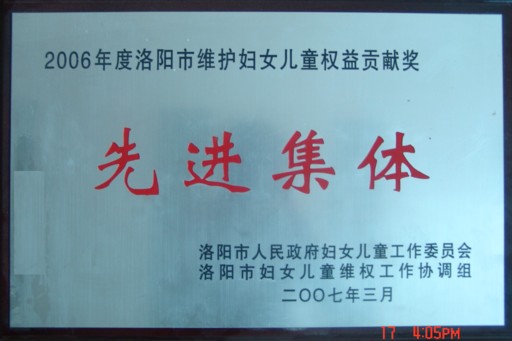 2006年度洛阳市维护妇女儿童权益贡献奖
先进集体
洛阳市人民政府妇女儿童工作委员会
洛阳市妇女儿童维权工作协调组
二〇〇七年三月
17 4:05PM